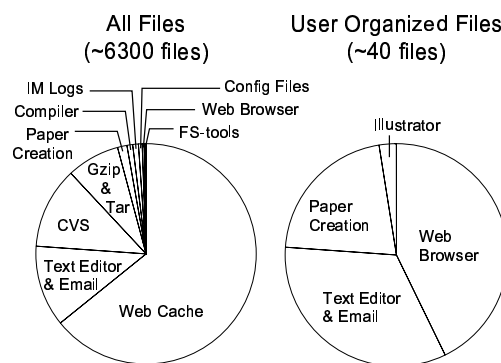 All Files
(~6300 files)
User Organized Files
(~40 files)
IM Logs
Config Files
Compiler
Web Browser
Paper
Creation
FS-tools
Gzip
&
Tar
CVS
Text Editor
& Email
Web Cache
Illustrator
Paper
Creation
Web
Browser
Text Editor
& Email